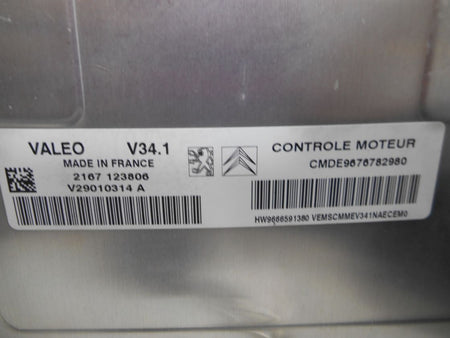 VALEO V34.1
MADE IN FRANCE
2167 123806
V29010314 A
CONTROLE MOTEUR
CMDE9676782980
HW9666591380 VEMSCMMEV341NAECEM0